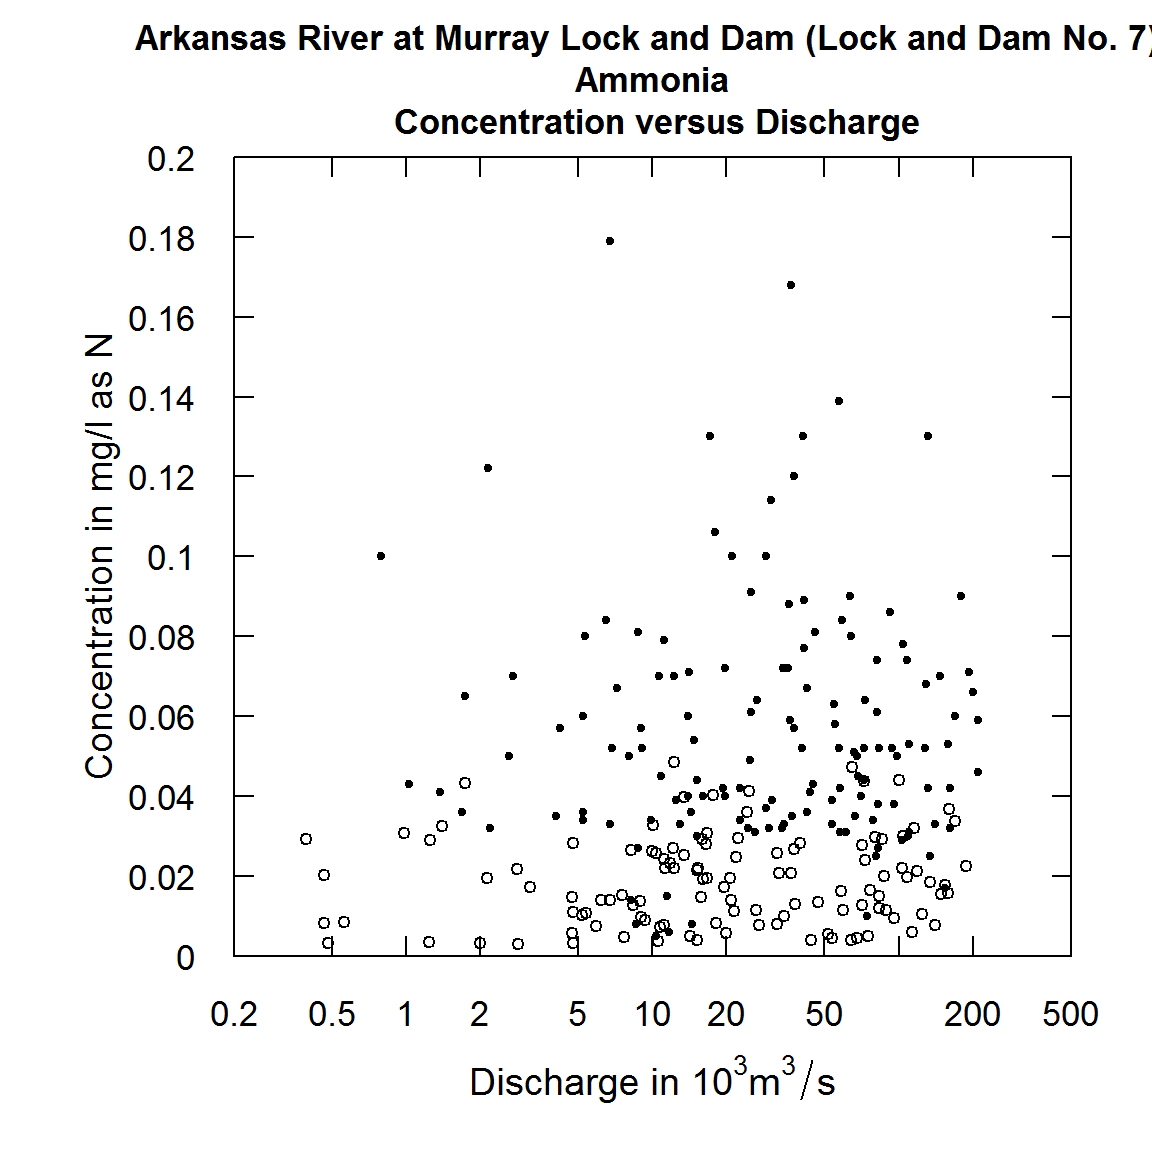 Arkansas River at Murray Lock and Dam (Lock and Dam No. 7)
Ammonia
Concentration versus Discharge
Concentration in mg/l as N
0.2
0.18
0.16
0.14
0.12
0.1
0.08
0.06
0.04
0.02
0
0.2 0.5 1 2 5 10 20 50 200 500
Discharge in 10³m³/s